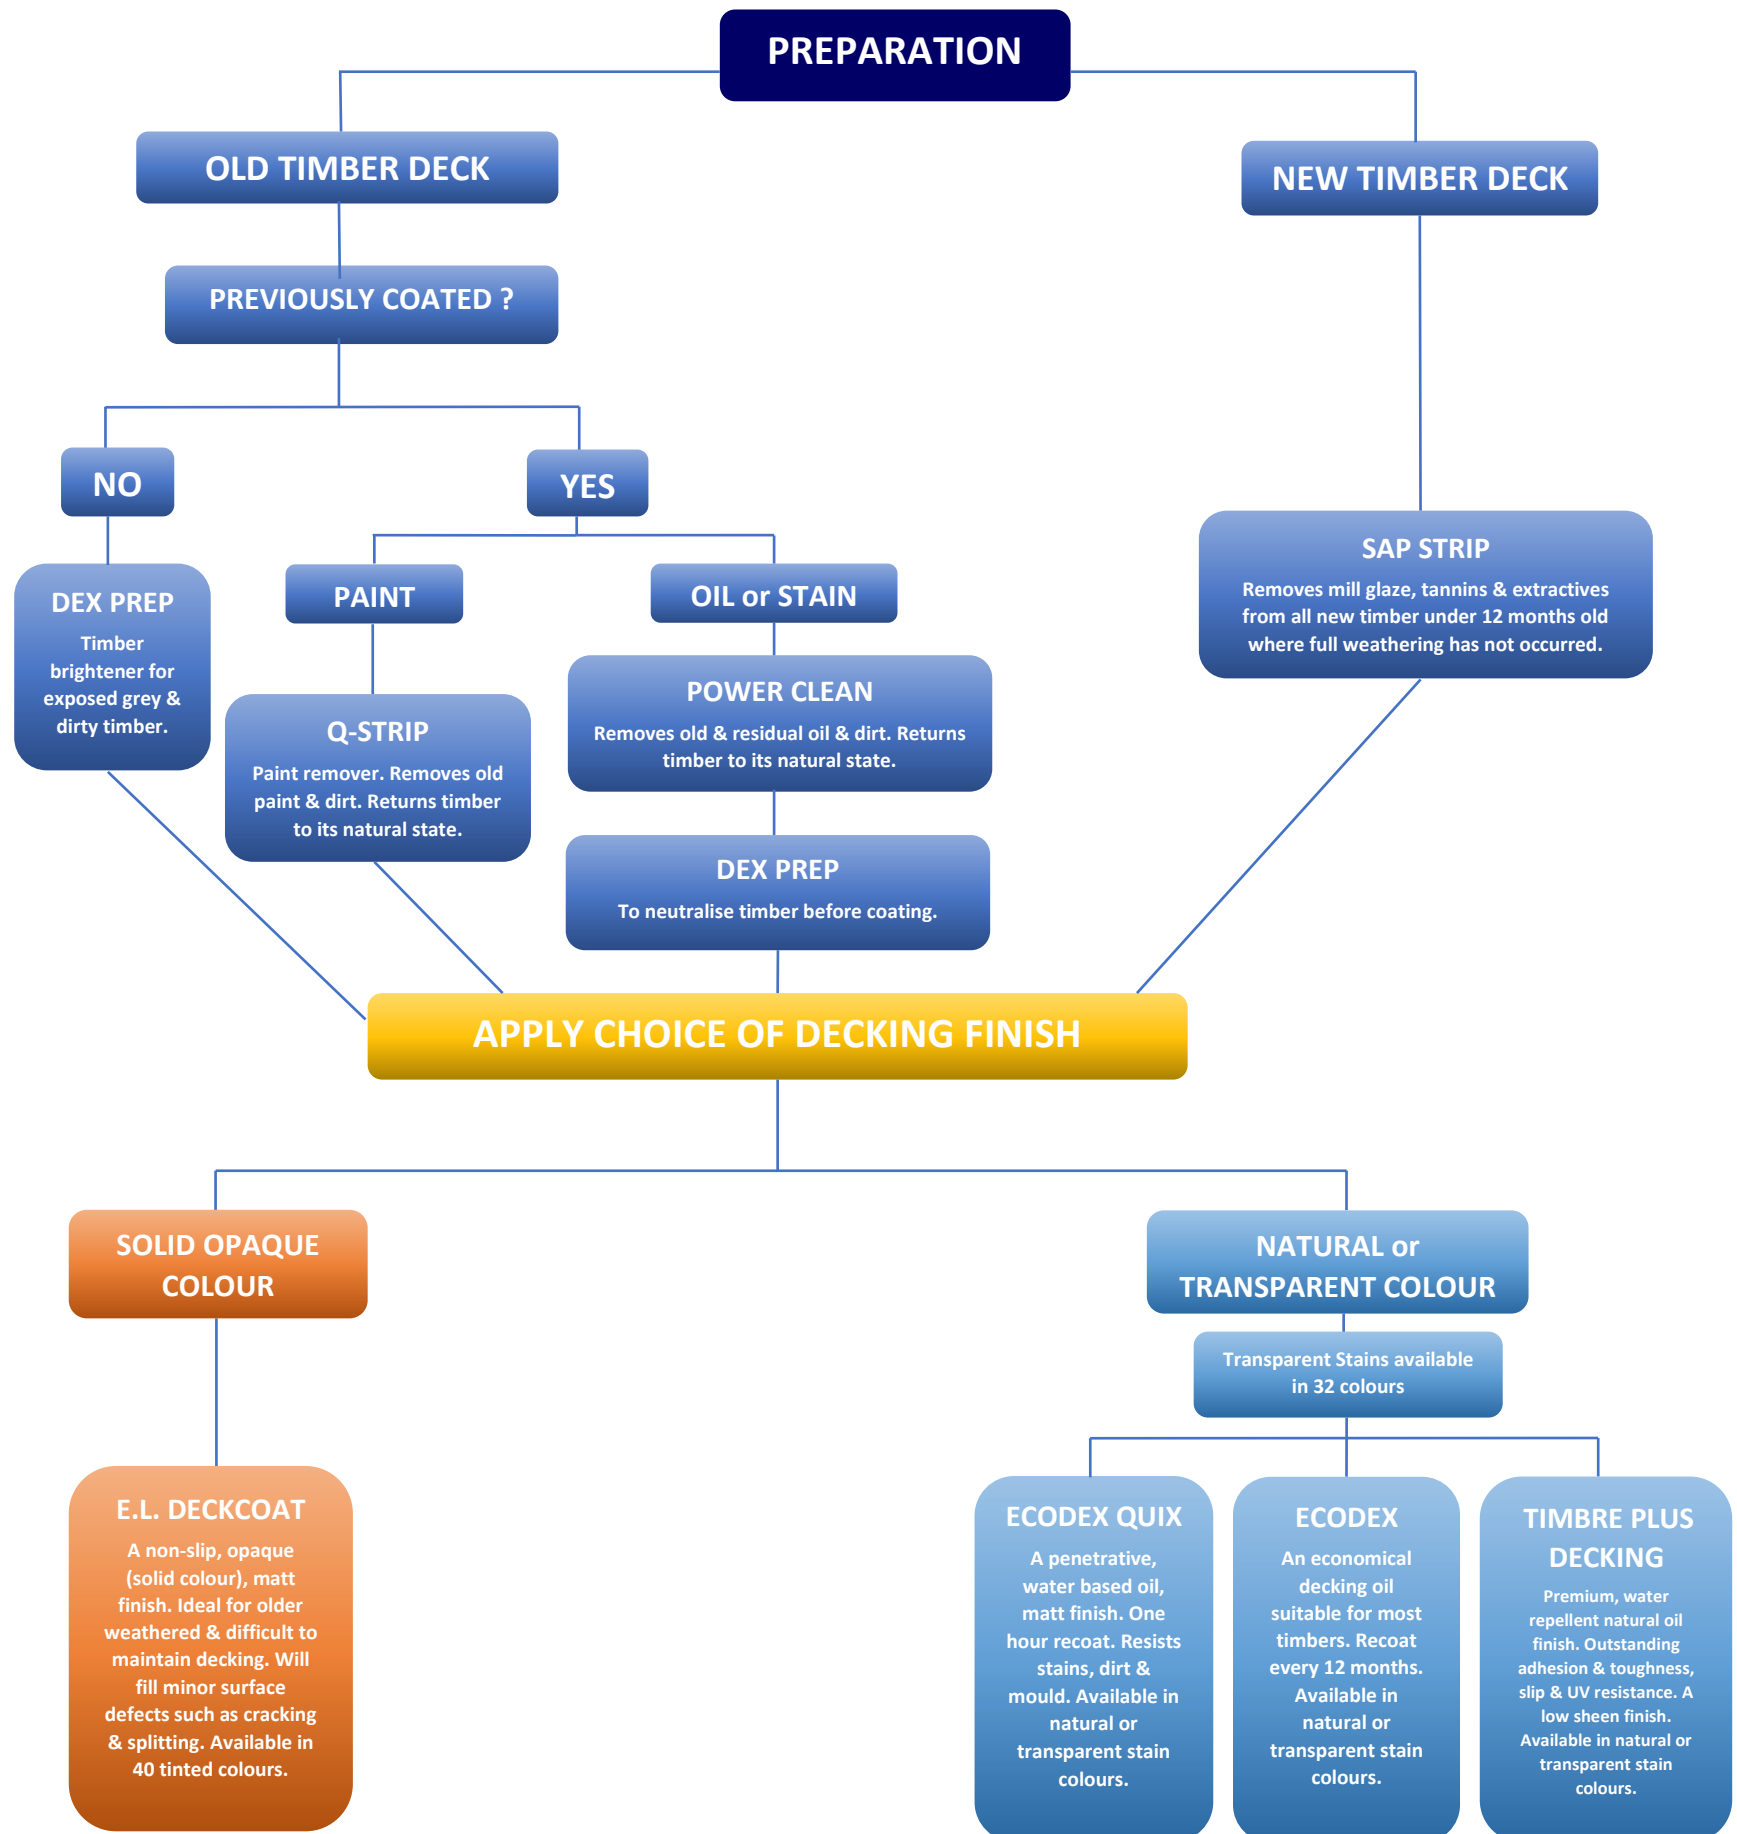 PREPARATION
OLD TIMBER DECK
NEW TIMBER DECK
PREVIOUSLY COATED ?
NO
YES
PAINT
OIL or STAIN
DEX PREP
Timber
brightener for
exposed grey &
dirty timber.
Q-STRIP
Paint remover. Removes old
paint & dirt. Returns timber
to its natural state.
POWER CLEAN
Removes old & residual oil & dirt. Returns
timber to its natural state.
DEX PREP
To neutralise timber before coating.
SAP STRIP
Removes mill glaze, tannins & extractives
from all new timber under 12 months old
where full weathering has not occurred.
APPLY CHOICE OF DECKING FINISH
SOLID OPAQUE
COLOUR
NATURAL or
TRANSPARENT COLOUR
Transparent Stains available
in 32 colours
E.L. DECKCOAT
A non-slip, opaque
(solid colour), matt
finish. Ideal for older
weathered & difficult to
maintain decking. Will
fill minor surface
defects such as cracking
& splitting. Available in
40 tinted colours.
ECODEX QUIX
A penetrative,
water based oil,
matt finish. One
hour recoat. Resists
stains, dirt &
mould. Available in
natural or
transparent stain
colours.
ECODEX
An economical
decking oil
suitable for most
timbers. Recoat
every 12 months.
Available in
natural or
transparent stain
colours.
TIMBRE PLUS
DECKING
Premium, water
repellent natural oil
finish. Outstanding
adhesion & toughness,
slip & UV resistance. A
low sheen finish.
Available in natural or
transparent stain
colours.